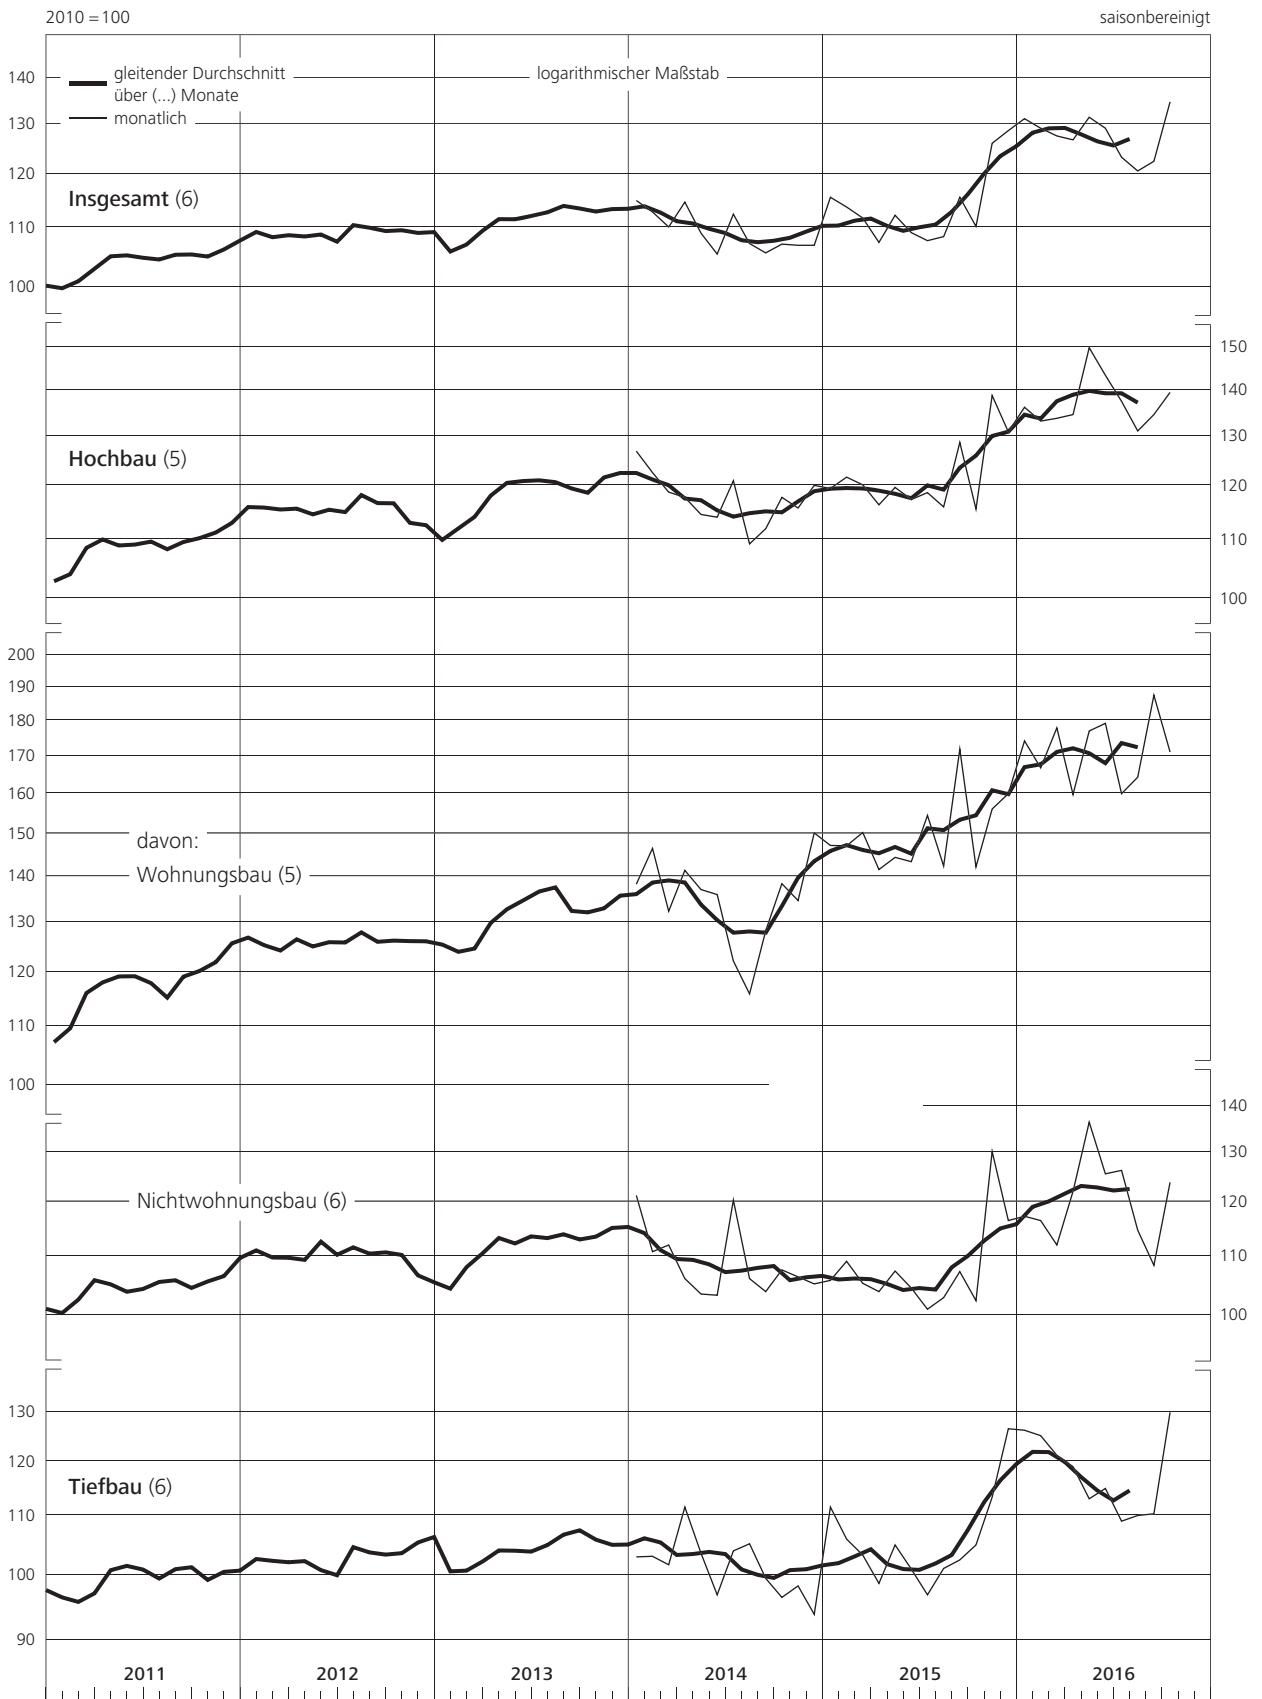 2010 = 100
saisonbereinigt
140
gleitender Durchschnitt
über (...) Monate
logarithmischer Maßstab
monatlich
130
120
Insgesamt (6)
110
100
150
140
130
Hochbau (5)
120
110
100
200
190
180
170
160
150
davon:
140
Wohnungsbau (5)
130
120
110
100
140
130
Nichtwohnungsbau (6)
120
110
100
130
120
Tiefbau (6)
110
100
90
2011 2012 2013 2014 2015 2016